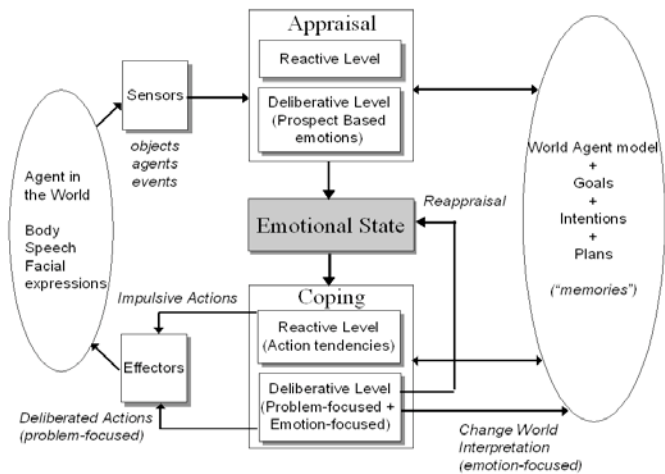 Appraisal
Reactive Level
Deliberative Level
(Prospect Based
emotions)
Sensors
objects
agents
events
Agent in
the World
Body
Speech
Facial
expressions
World Agent model
+
Goals
+
Intentions
+
Plans
("memories")
Reappraisal
Emotional State
Impulsive Actions
Coping
Reactive Level
(Action tendencies)
Effectors
Deliberative Level
(Problem-focused +
Emotion-focused)
Deliberated Actions
(problem-focused)
Change World
Interpretation
(emotion-focused)